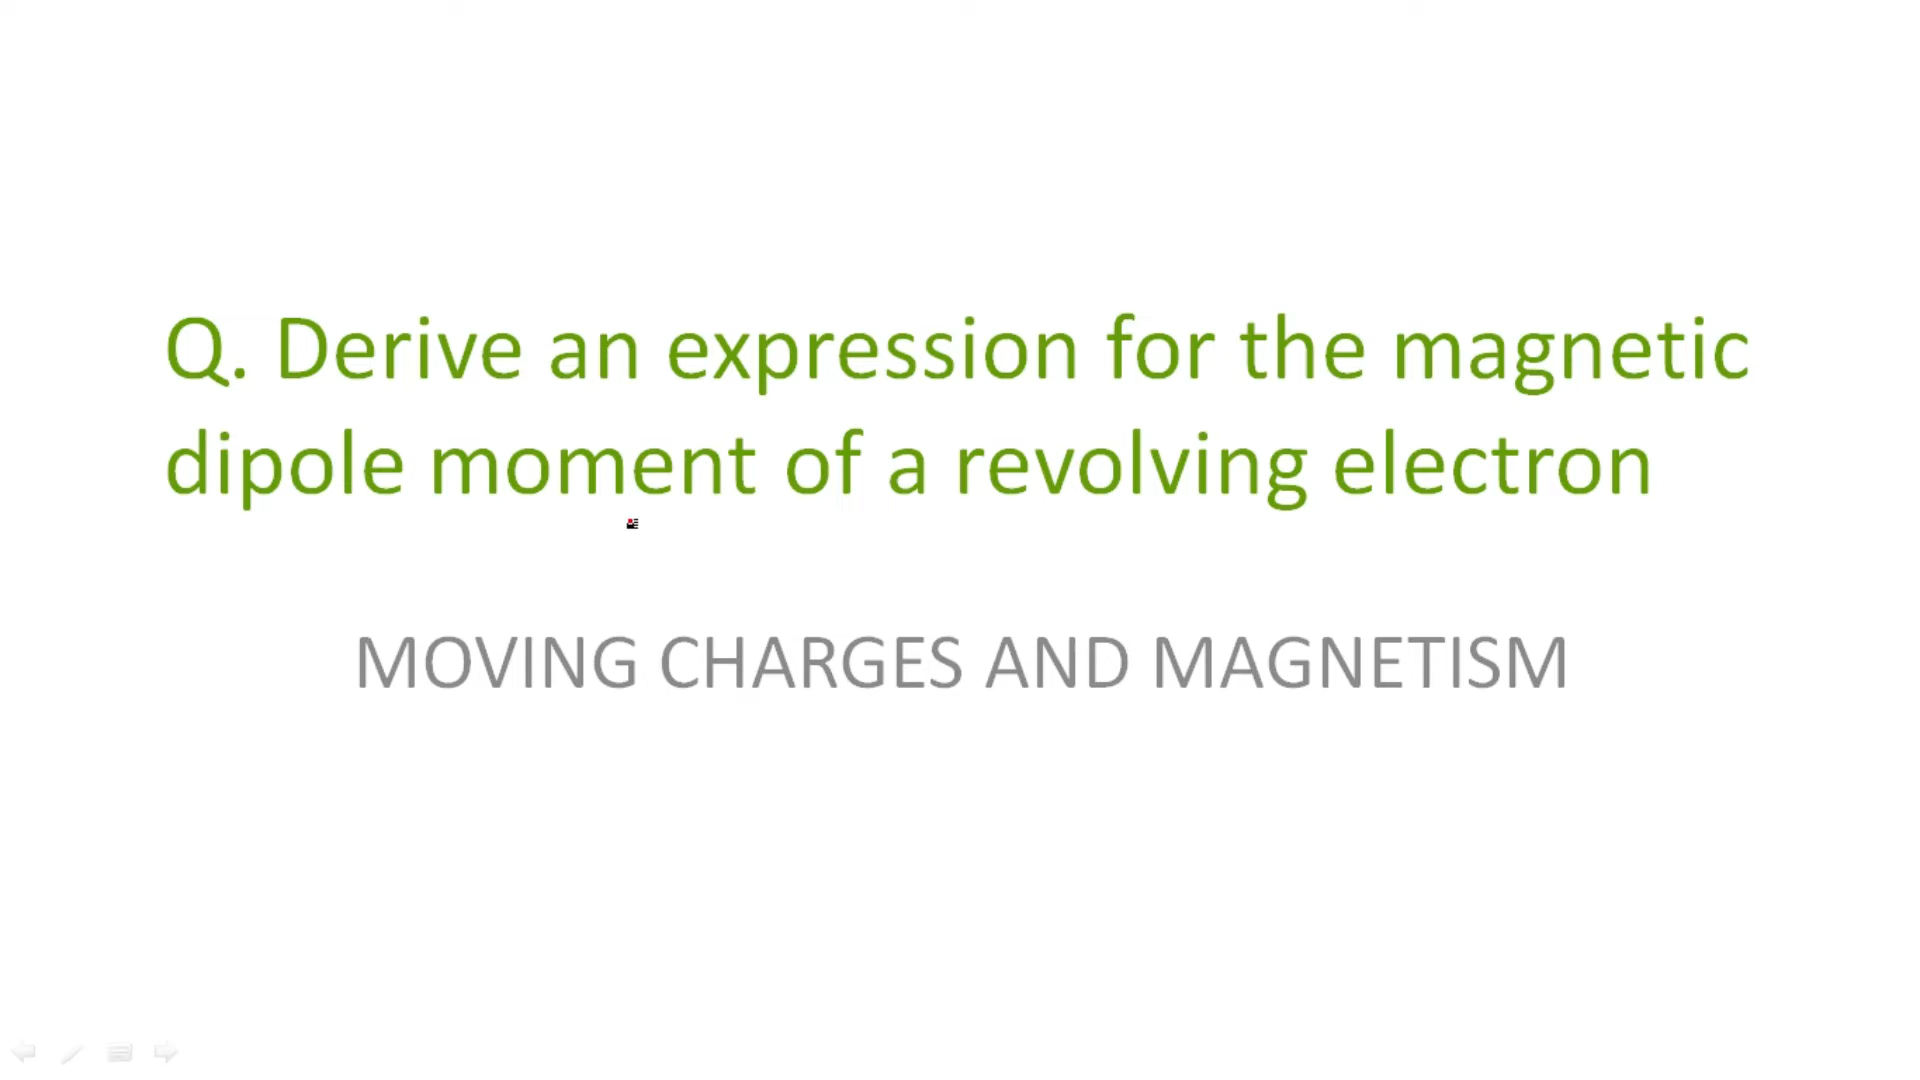 Q. Derive an expression for the magnetic
dipole moment of a revolving electron
MOVING CHARGES AND MAGNETISM